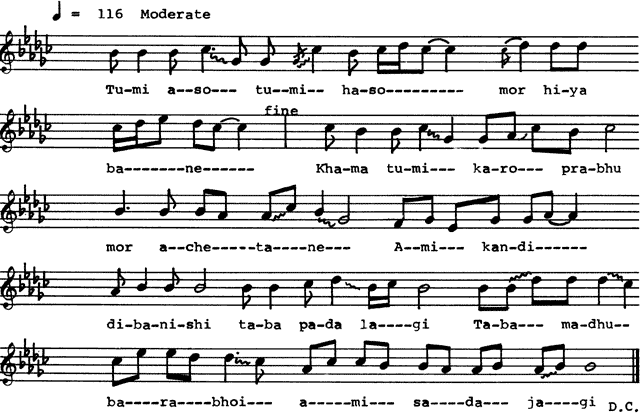 = 116 Moderate
Tu-mi a-so--- tu--mi-- ha-so---------- mor hi-ya
fine
ba-------ne------ Kha-ma tu-mi- ka-ro-- pra-bhu
mor a--che-----ta---ne--- A--mi--- kan-di------
di-ba-ni-shi ta-ba pa-da la----gi Ta-ba--- ma-dhu--
ba----ra--bhoi--- a----mi--- sa---da- ja---gi
D.C.